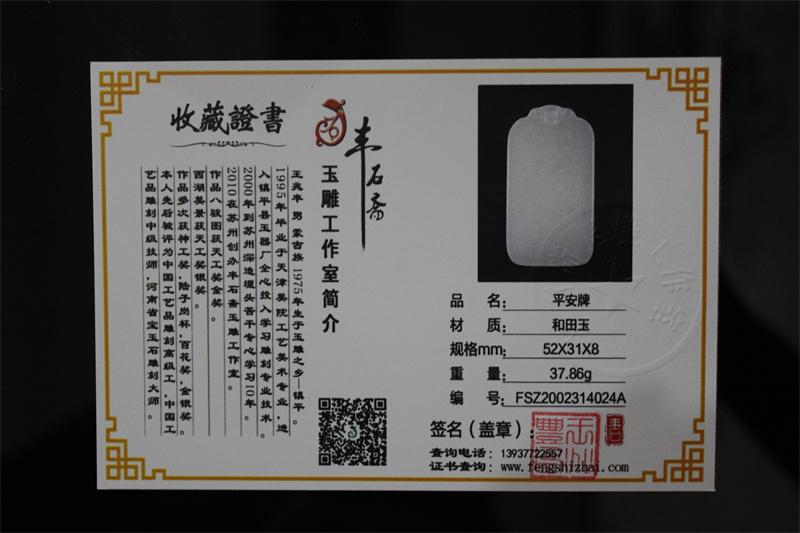 收藏證書
丰石斋
玉雕工作室简介
王兆丰 男 蒙古族 1975年生于玉雕之乡—镇平。
1995年毕业于天津美院工艺美术专业，进
入镇平县玉器厂全心投入学习雕刻专业技术。
2000年到苏州深造埋头苦干专心学习10年。
2010在苏州创办丰石斋玉雕工作室。
作品八骏图获天工奖金奖。
西湖美景获天工奖银奖。
作品多次获神工奖，陆子岗杯，百花奖，金银奖。
本人先后被评为中国工艺品雕刻高级工，中国工
艺品雕刻中级技师，河南省宝玉石雕刻大师。
品 名： 平安牌
材 质： 和田玉
规格mm： 52X31X8
重 量： 37.86g
编 号： FSZ2002314024A
签名（盖章）：
查询电话：13937722557
证书查询：www.fengshizhai.com